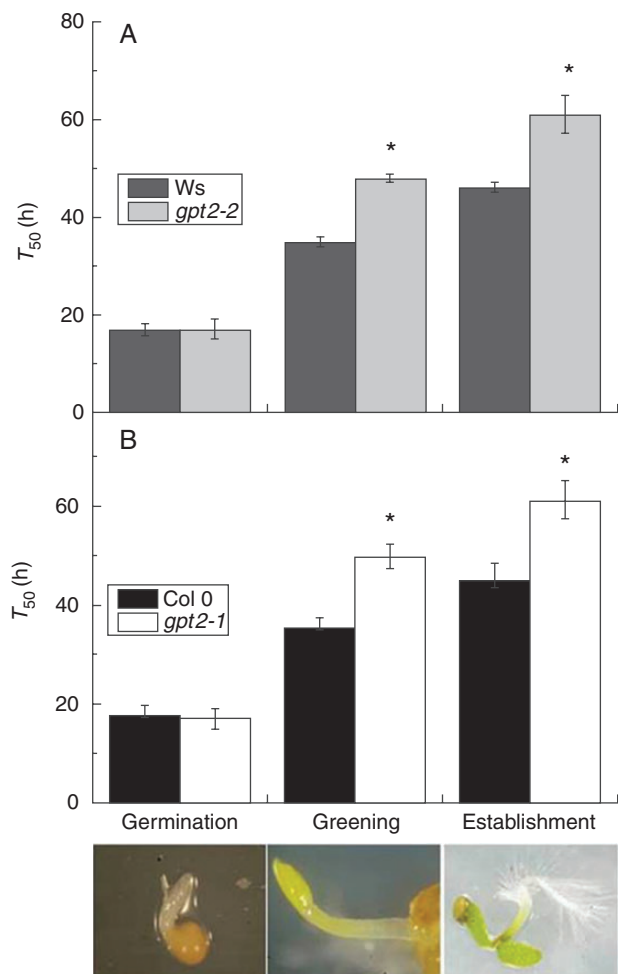 A
80
60
40
20
0
T50 (h)
Ws
gpt2-2
*
*
B
60
40
20
0
T50 (h)
Col 0
gpt2-1
*
*
Germination Greening Establishment